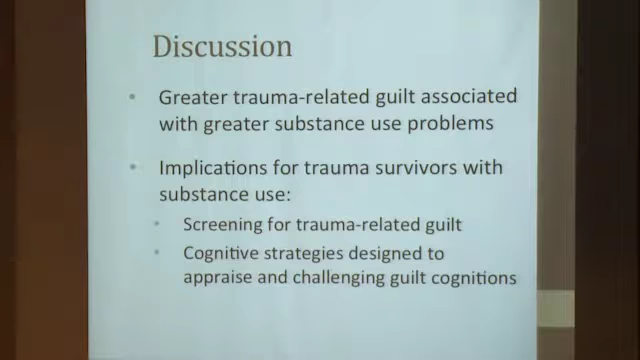 Discussion
• Greater trauma-related guilt associated
with greater substance use problems
• Implications for trauma survivors with
substance use:
• Screening for trauma-related guilt
• Cognitive strategies designed to
appraise and challenging guilt cognitions